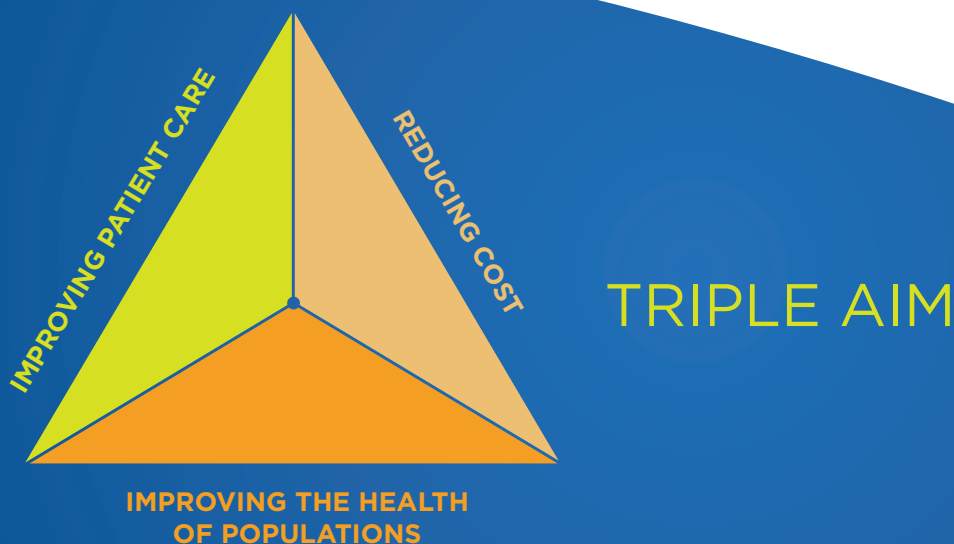 IMPROVING PATIENT CARE
REDUCING COST
TRIPLE AIM
IMPROVING THE HEALTH
OF POPULATIONS